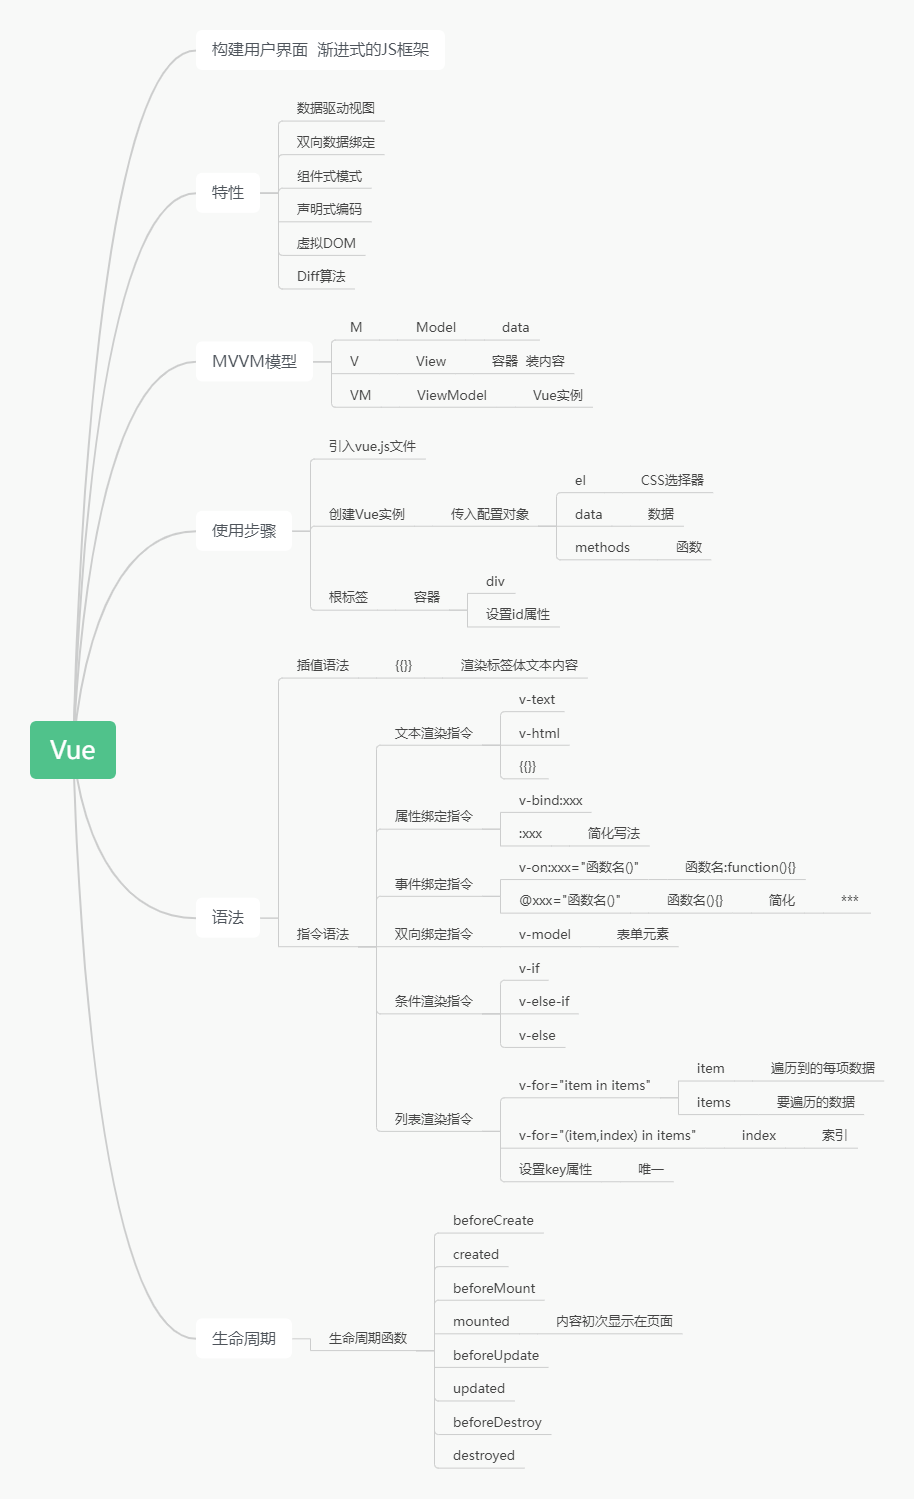 构建用户界面 渐进式的JS框架
特性
数据驱动视图
双向数据绑定
组件式模式
声明式编码
虚拟DOM
Diff算法
MVVM模型
M Model data
V View 容器 装内容
VM ViewModel Vue实例
使用步骤
引入vue.js文件
创建Vue实例 传入配置对象
el CSS选择器
data 数据
methods 函数
根标签 容器
div
设置id属性
Vue
语法
插值语法 {{}} 渲染标签体文本内容
指令语法
文本渲染指令
v-text
v-html
{{}}
属性绑定指令
v-bind:xxx
:xxx 简化写法
事件绑定指令
v-on:xxx="函数名()" 函数名:function(){}
@xxx="函数名()" 函数名(){} 简化 ***
双向绑定指令 v-model 表单元素
条件渲染指令
v-if
v-else-if
v-else
列表渲染指令
v-for="item in items"
item 遍历到的每项数据
items 要遍历的数据
v-for="(item,index) in items" index 索引
设置key属性 唯一
生命周期
生命周期函数
beforeCreate
created
beforeMount
mounted 内容初次显示在页面
beforeUpdate
updated
beforeDestroy
destroyed